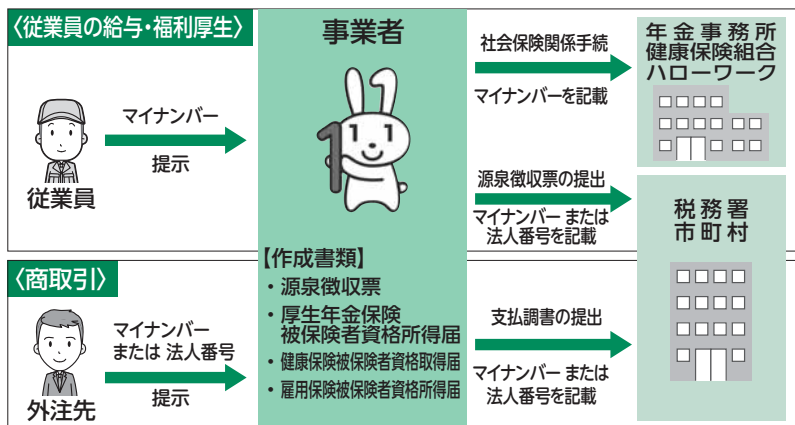 〈従業員の給与・福利厚生〉
マイナンバー
提示
従業員
事業者
1
社会保険関係手続
マイナンバーを記載
年金事務所
健康保険組合
ハローワーク
源泉徴収票の提出
マイナンバー または
法人番号を記載
税務署
市町村
【作成書類】
・源泉徴収票
・厚生年金保険
被保険者資格所得届
・健康保険被保険者資格取得届
・雇用保険被保険者資格所得届
〈商取引〉
マイナンバー
または 法人番号
提示
外注先
支払調書の提出
マイナンバー または
法人番号を記載